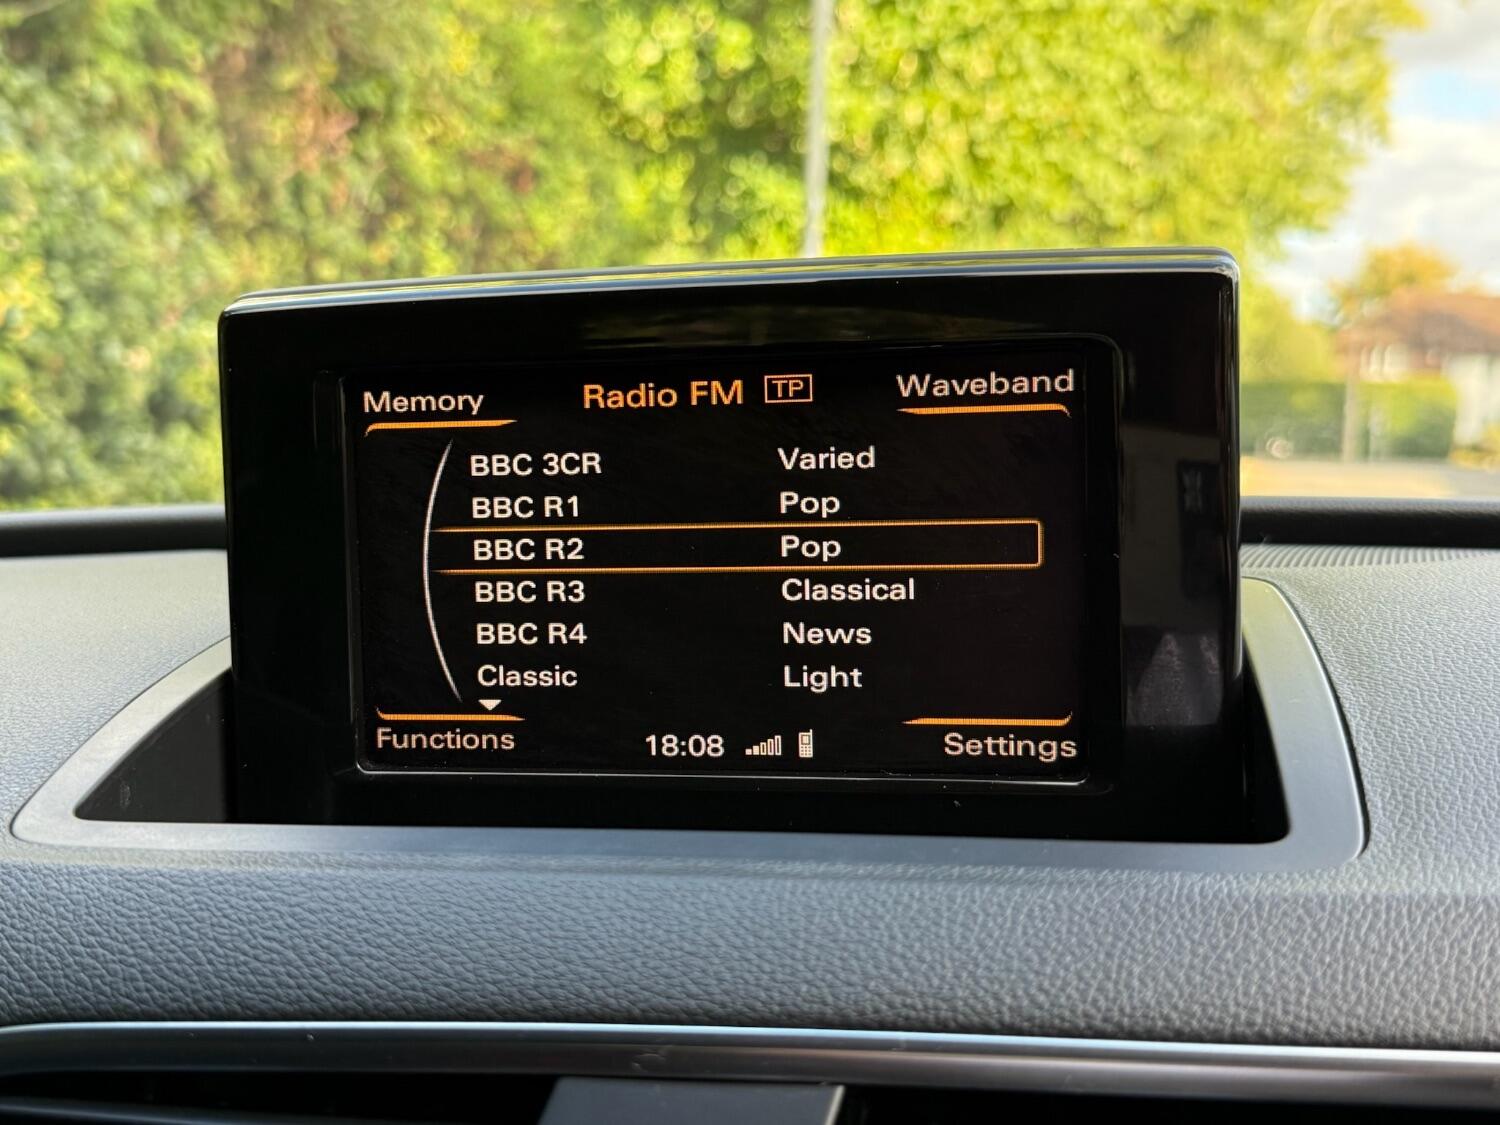 Memory Radio FM TP Waveband
BBC 3CR Varied
BBC R1 Pop
BBC R2 Pop
BBC R3 Classical
BBC R4 News
Classic Light
Functions 18:08 Settings